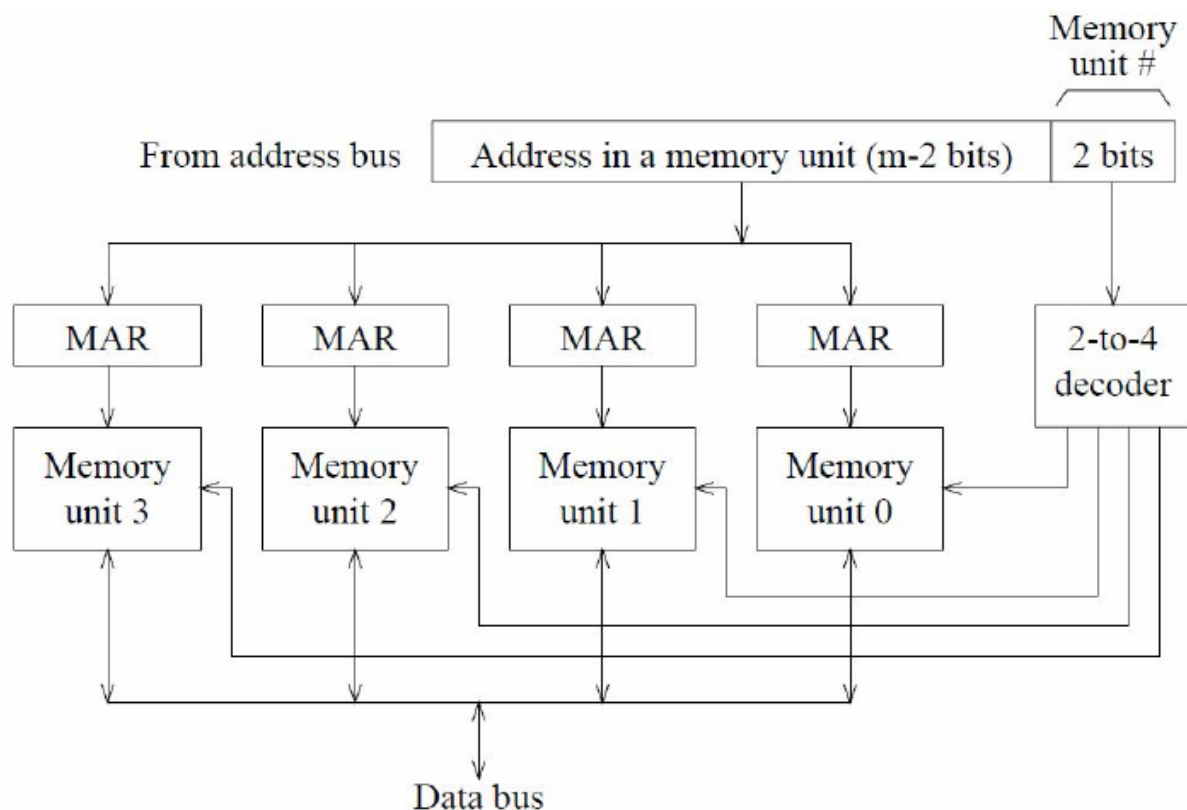 Memory
unit #
From address bus
Address in a memory unit (m-2 bits)
2 bits
MAR
MAR
MAR
MAR
2-to-4
decoder
Memory
unit 3
Memory
unit 2
Memory
unit 1
Memory
unit 0
Data bus